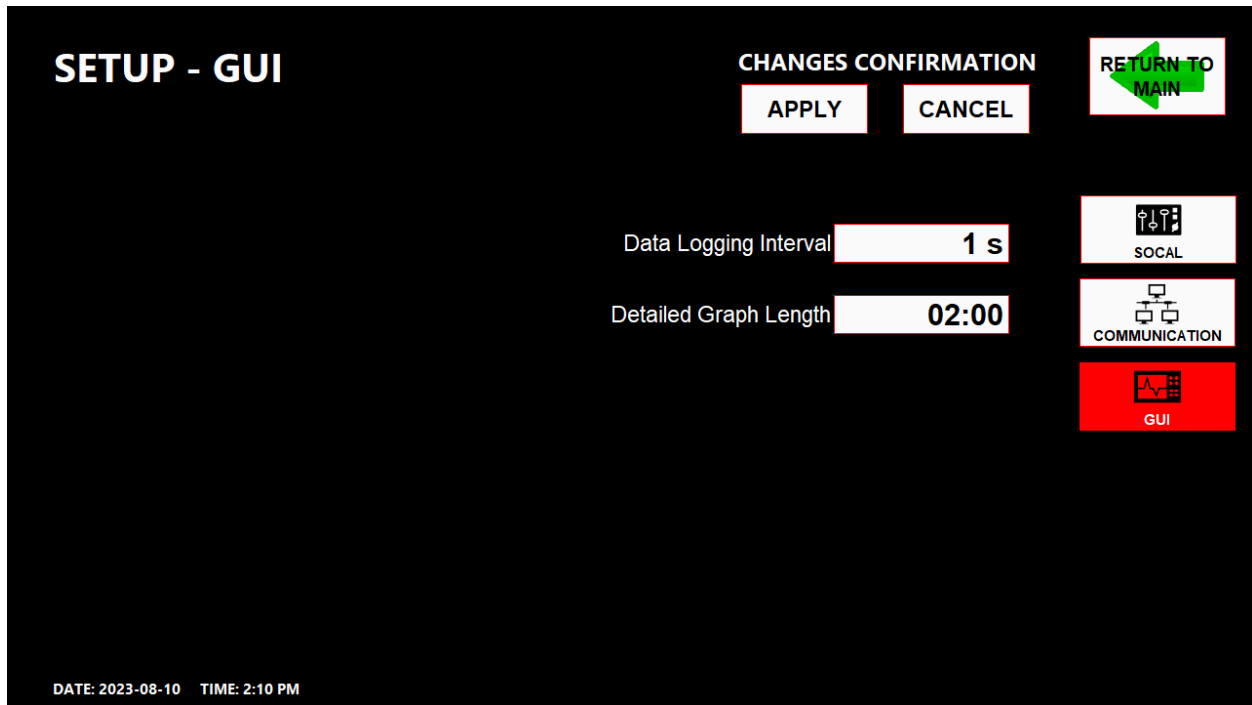 SETUP - GUI
CHANGES CONFIRMATION
APPLY
CANCEL
RETURN TO
MAIN
Data Logging Interval
1 s
Detailed Graph Length
02:00
SOCAL
COMMUNICATION
GUI
DATE: 2023-08-10 TIME: 2:10 PM